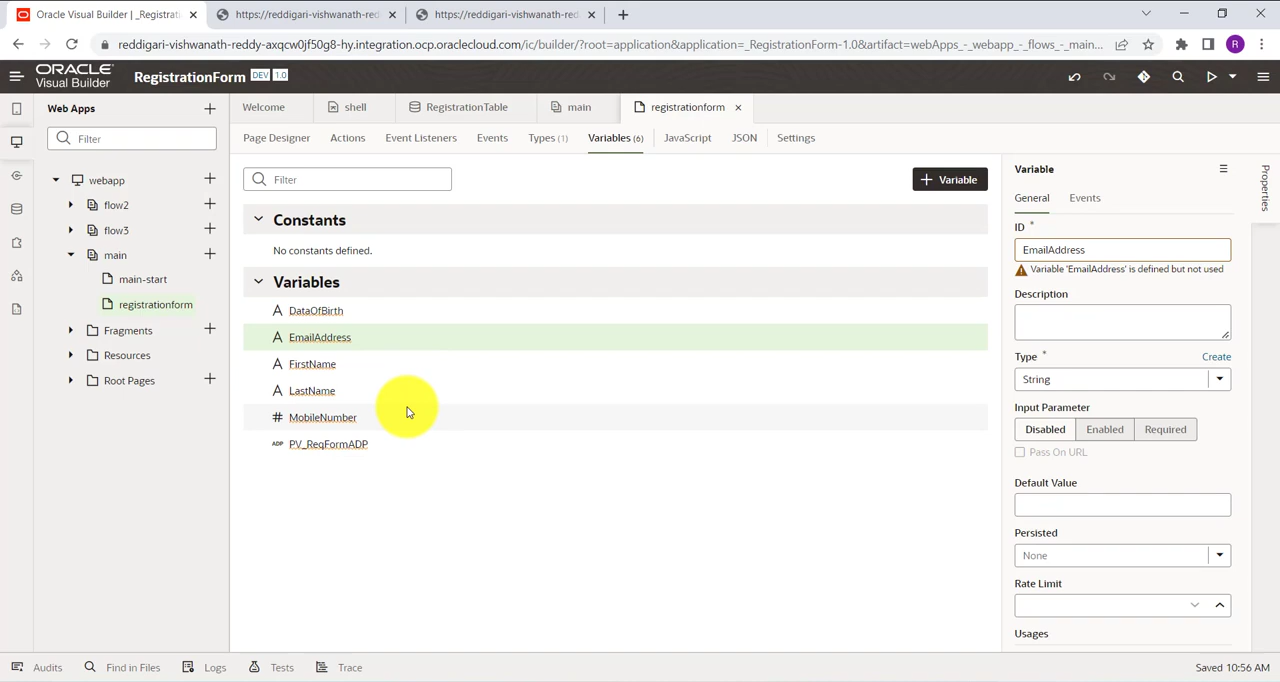 Oracle Visual Builder | _Registrati
https://reddigari-vishwanath-red
https://reddigari-vishwanath-red
reddigari-vishwanath-reddy-axqcw0jf50g8-hy.integration.ocp.oraclecloud.com/ic/builder/?root=application&application=_RegistrationForm-1.0&artifact=webApps_-_webapp_-_flows_-_main...
R
ORACLE
Visual Builder
RegistrationForm
DEV 1.0
Web Apps
Welcome
shell
RegistrationTable
main
registrationform
Filter
Page Designer
Actions
Event Listeners
Events
Types (1)
Variables (6)
JavaScript
JSON
Settings
webapp
flow2
flow3
main
main-start
registrationform
Fragments
Resources
Root Pages
Filter
Variable
Constants
No constants defined.
Variables
A DataOfBirth
A EmailAddress
A FirstName
A LastName
# MobileNumber
ADP PV_ReqFormADP
Variable
Properties
General
Events
ID *
EmailAddress
Variable 'EmailAddress' is defined but not used
Description
Type *
Create
String
Input Parameter
Disabled
Enabled
Required
Pass On URL
Default Value
Persisted
None
Rate Limit
Usages
Audits
Find in Files
Logs
Tests
Trace
Saved 10:56 AM